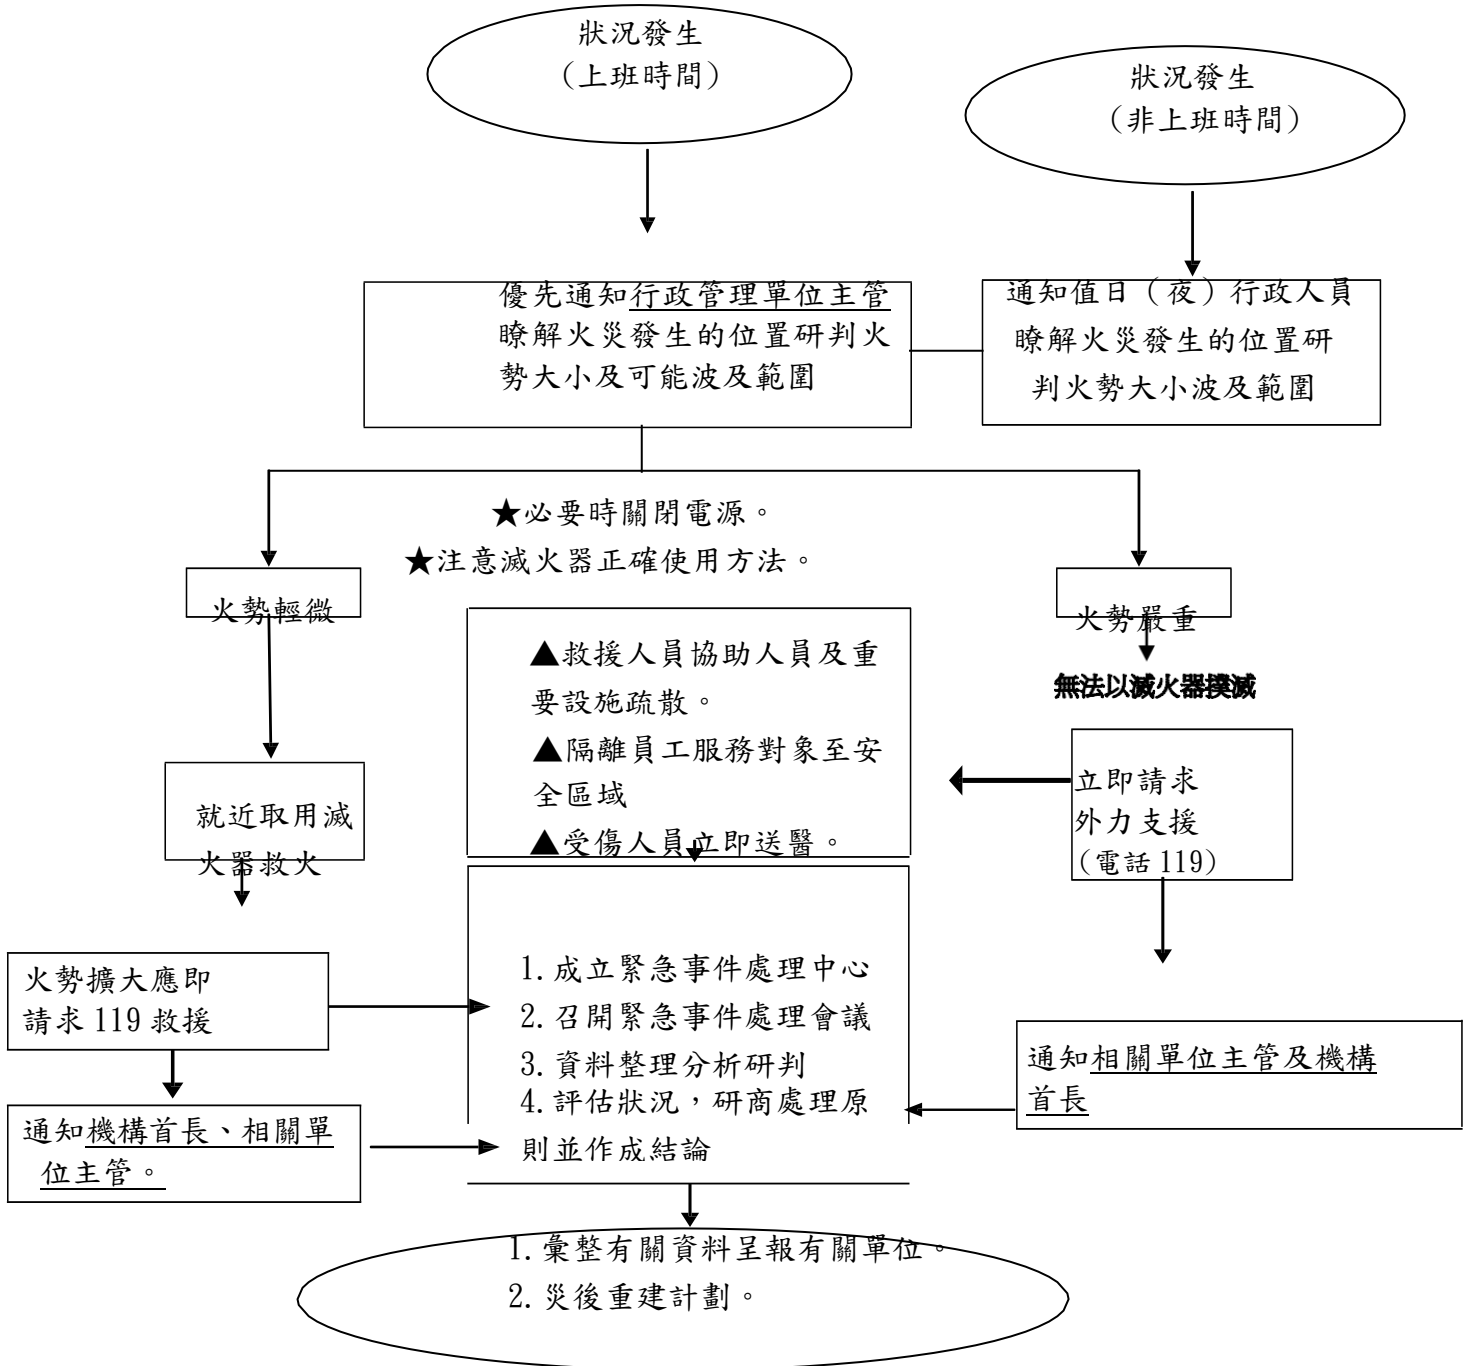 狀況發生
(上班時間)
狀況發生
(非上班時間)
優先通知行政管理單位主管
瞭解火災發生的位置研判火
勢大小及可能波及範圍
通知值日（夜）行政人員
瞭解火災發生的位置研
判火勢大小波及範圍
★必要時關閉電源。
★注意滅火器正確使用方法。
火勢輕微
火勢嚴重
無法以滅火器撲滅
▲救援人員協助人員及重
要設施疏散。
▲隔離員工服務對象至安
全區域
▲受傷人員立即送醫。
就近取用滅
火器救火
立即請求
外力支援
(電話 119)
火勢擴大應即
請求 119 救援
1.成立緊急事件處理中心
2.召開緊急事件處理會議
3.資料整理分析研判
4.評估狀況，研商處理原
則並作成結論
通知相關單位主管及機構
首長
通知機構首長、相關單
位主管。
1.彙整有關資料呈報有關單位。
2.災後重建計劃。